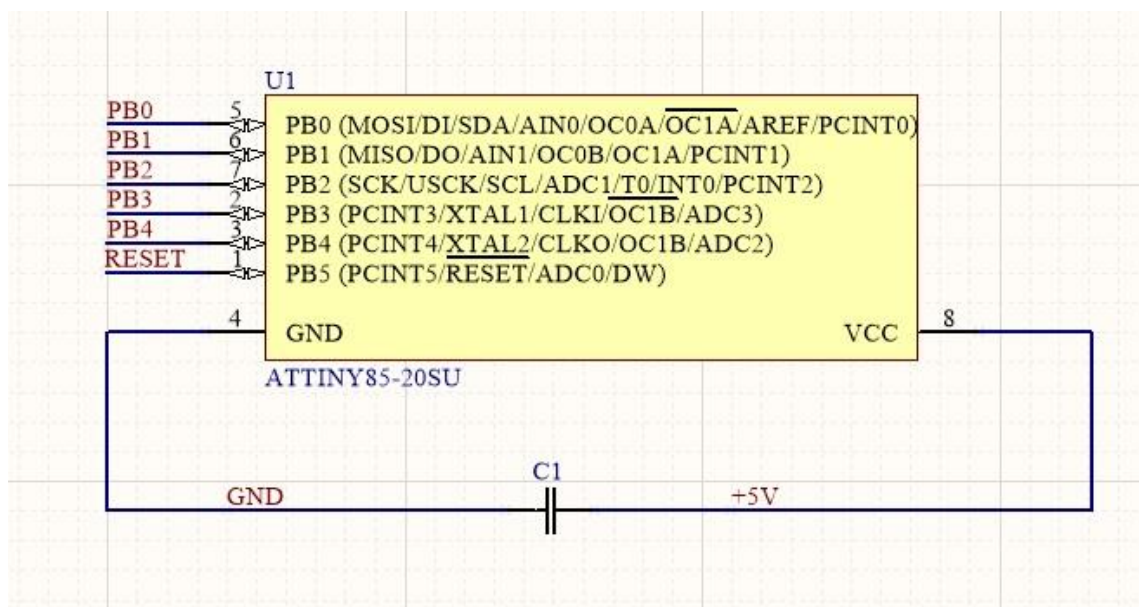 U1
PB0 5 PB0 (MOSI/DI/SDA/AIN0/OC0A/OC1A/AREF/PCINT0)
PB1 6 PB1 (MISO/DO/AIN1/OC0B/OC1A/PCINT1)
PB2 7 PB2 (SCK/USCK/SCL/ADC1/T0/INT0/PCINT2)
PB3 2 PB3 (PCINT3/XTAL1/CLKI/OC1B/ADC3)
PB4 3 PB4 (PCINT4/XTAL2/CLKO/OC1B/ADC2)
RESET 1 PB5 (PCINT5/RESET/ADC0/DW)
4 GND VCC 8
ATTINY85-20SU
C1
GND +5V